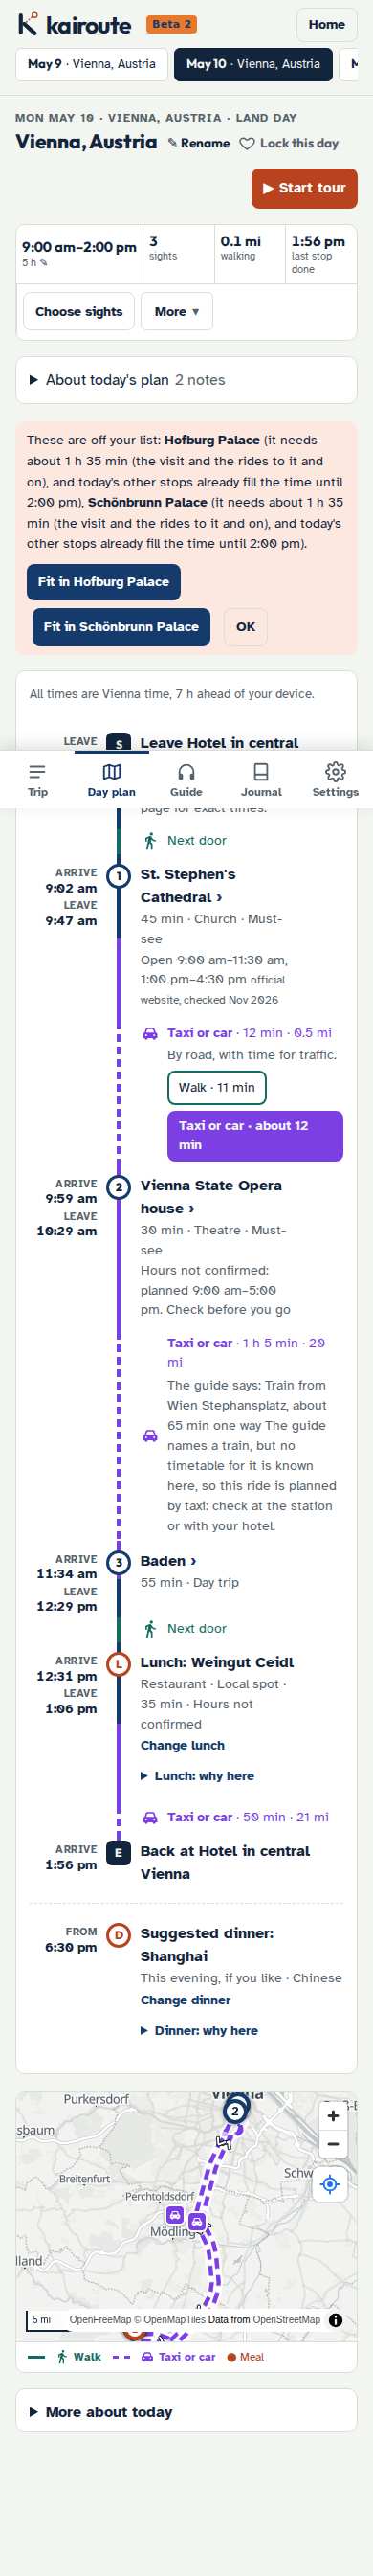 kairoute
Beta 2
Home
May 9 · Vienna, Austria
May 10 · Vienna, Austria
M
MON MAY 10 · VIENNA, AUSTRIA · LAND DAY
Vienna, Austria ✎ Rename Lock this day
▶ Start tour
9:00 am–2:00 pm
5 h ✎
3
sights
0.1 mi
walking
1:56 pm
last stop
done
Choose sights
More ▾
▶ About today's plan 2 notes
These are off your list: Hofburg Palace (it needs
about 1 h 35 min (the visit and the rides to it and
on), and today's other stops already fill the time until
2:00 pm), Schönbrunn Palace (it needs about 1 h 35
min (the visit and the rides to it and on), and today's
other stops already fill the time until 2:00 pm).
Fit in Hofburg Palace
Fit in Schönbrunn Palace
OK
All times are Vienna time, 7 h ahead of your device.
LEAVE
S
Leave Hotel in central
Trip
Day plan
Guide
Journal
Settings
page for exact times.
Next door
ARRIVE
9:02 am
LEAVE
9:47 am
1
St. Stephen's
Cathedral ›
45 min · Church · Must-
see
Open 9:00 am–11:30 am,
1:00 pm–4:30 pm official
website, checked Nov 2026
Taxi or car · 12 min · 0.5 mi
By road, with time for traffic.
Walk · 11 min
Taxi or car · about 12
min
ARRIVE
9:59 am
LEAVE
10:29 am
2
Vienna State Opera
house ›
30 min · Theatre · Must-
see
Hours not confirmed:
planned 9:00 am–5:00
pm. Check before you go
Taxi or car · 1 h 5 min · 20
mi
The guide says: Train from
Wien Stephansplatz, about
65 min one way The guide
names a train, but no
timetable for it is known
here, so this ride is planned
by taxi: check at the station
or with your hotel.
ARRIVE
11:34 am
LEAVE
12:29 pm
3
Baden ›
55 min · Day trip
Next door
ARRIVE
12:31 pm
LEAVE
1:06 pm
L
Lunch: Weingut Ceidl
Restaurant · Local spot ·
35 min · Hours not
confirmed
Change lunch
▶ Lunch: why here
Taxi or car · 50 min · 21 mi
ARRIVE
1:56 pm
E
Back at Hotel in central
Vienna
FROM
6:30 pm
D
Suggested dinner:
Shanghai
This evening, if you like · Chinese
Change dinner
▶ Dinner: why here
Purkersdorf
2
sbaum
Breitenfurt
Schw
Perchtoldsdorf
Mödling
lland
+
−
5 mi
OpenFreeMap © OpenMapTiles Data from OpenStreetMap
Walk
Taxi or car
Meal
▶ More about today